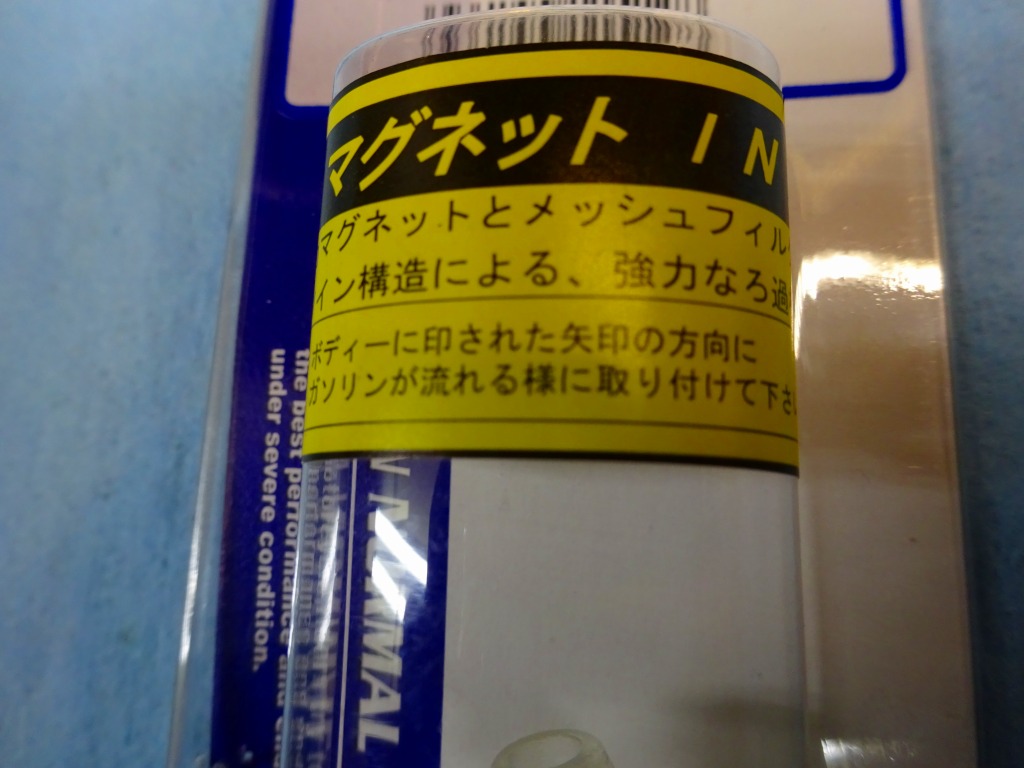 マグネット IN
マグネットとメッシュフィル
イン構造による、強力なろ過
ボディーに印された矢印の方向に
ガソリンが流れる様に取り付けて下さ
the best performance and
under severe condition.